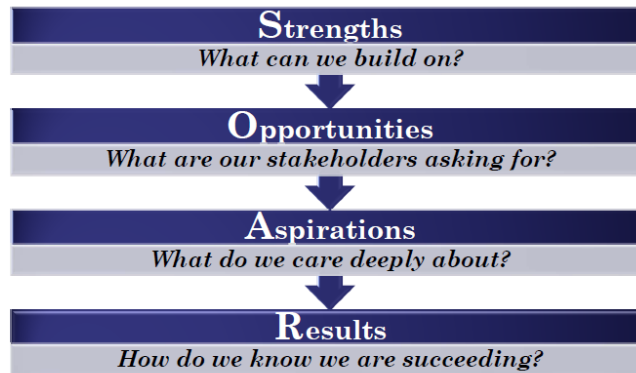 Strengths
What can we build on?
Opportunities
What are our stakeholders asking for?
Aspirations
What do we care deeply about?
Results
How do we know we are succeeding?